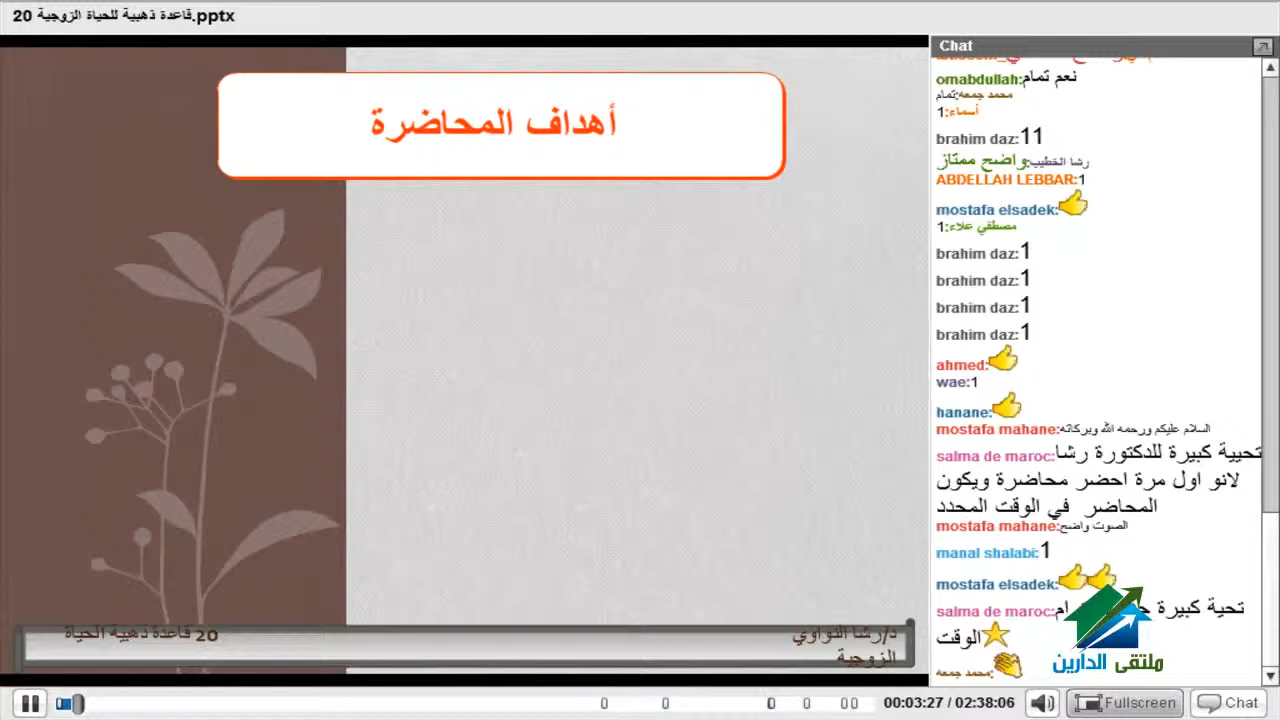 20 قاعدة ذهبية للحياة الزوجية.pptx
أهداف المحاضرة
د/رشا النواوي
20 قاعدة ذهبية الحياة
الزوجية
Chat
omabdullah:نعم تمام
محمد جمعه:تمام
أسماء:1
brahim daz:11
رشا الخطيب:واضح ممتاز
ABDELLAH LEBBAR:1
mostafa elsadek:
مصطفي علاء:1
brahim daz:1
brahim daz:1
brahim daz:1
brahim daz:1
ahmed:
wae:1
hanane:
mostafa mahane:السلام عليكم ورحمه الله وبركاته
salma de maroc:تحيية كبيرة للدكتورة رشا
لانو اول مرة احضر محاضرة ويكون
المحاضر في الوقت المحدد
mostafa mahane:الصوت واضح
manal shalabi:1
mostafa elsadek:
salma de maroc:تحية كبيرة
الوقت
محمد جمعه:
ملتقى الدارين
00:03:27 / 02:38:06
Fullscreen
Chat